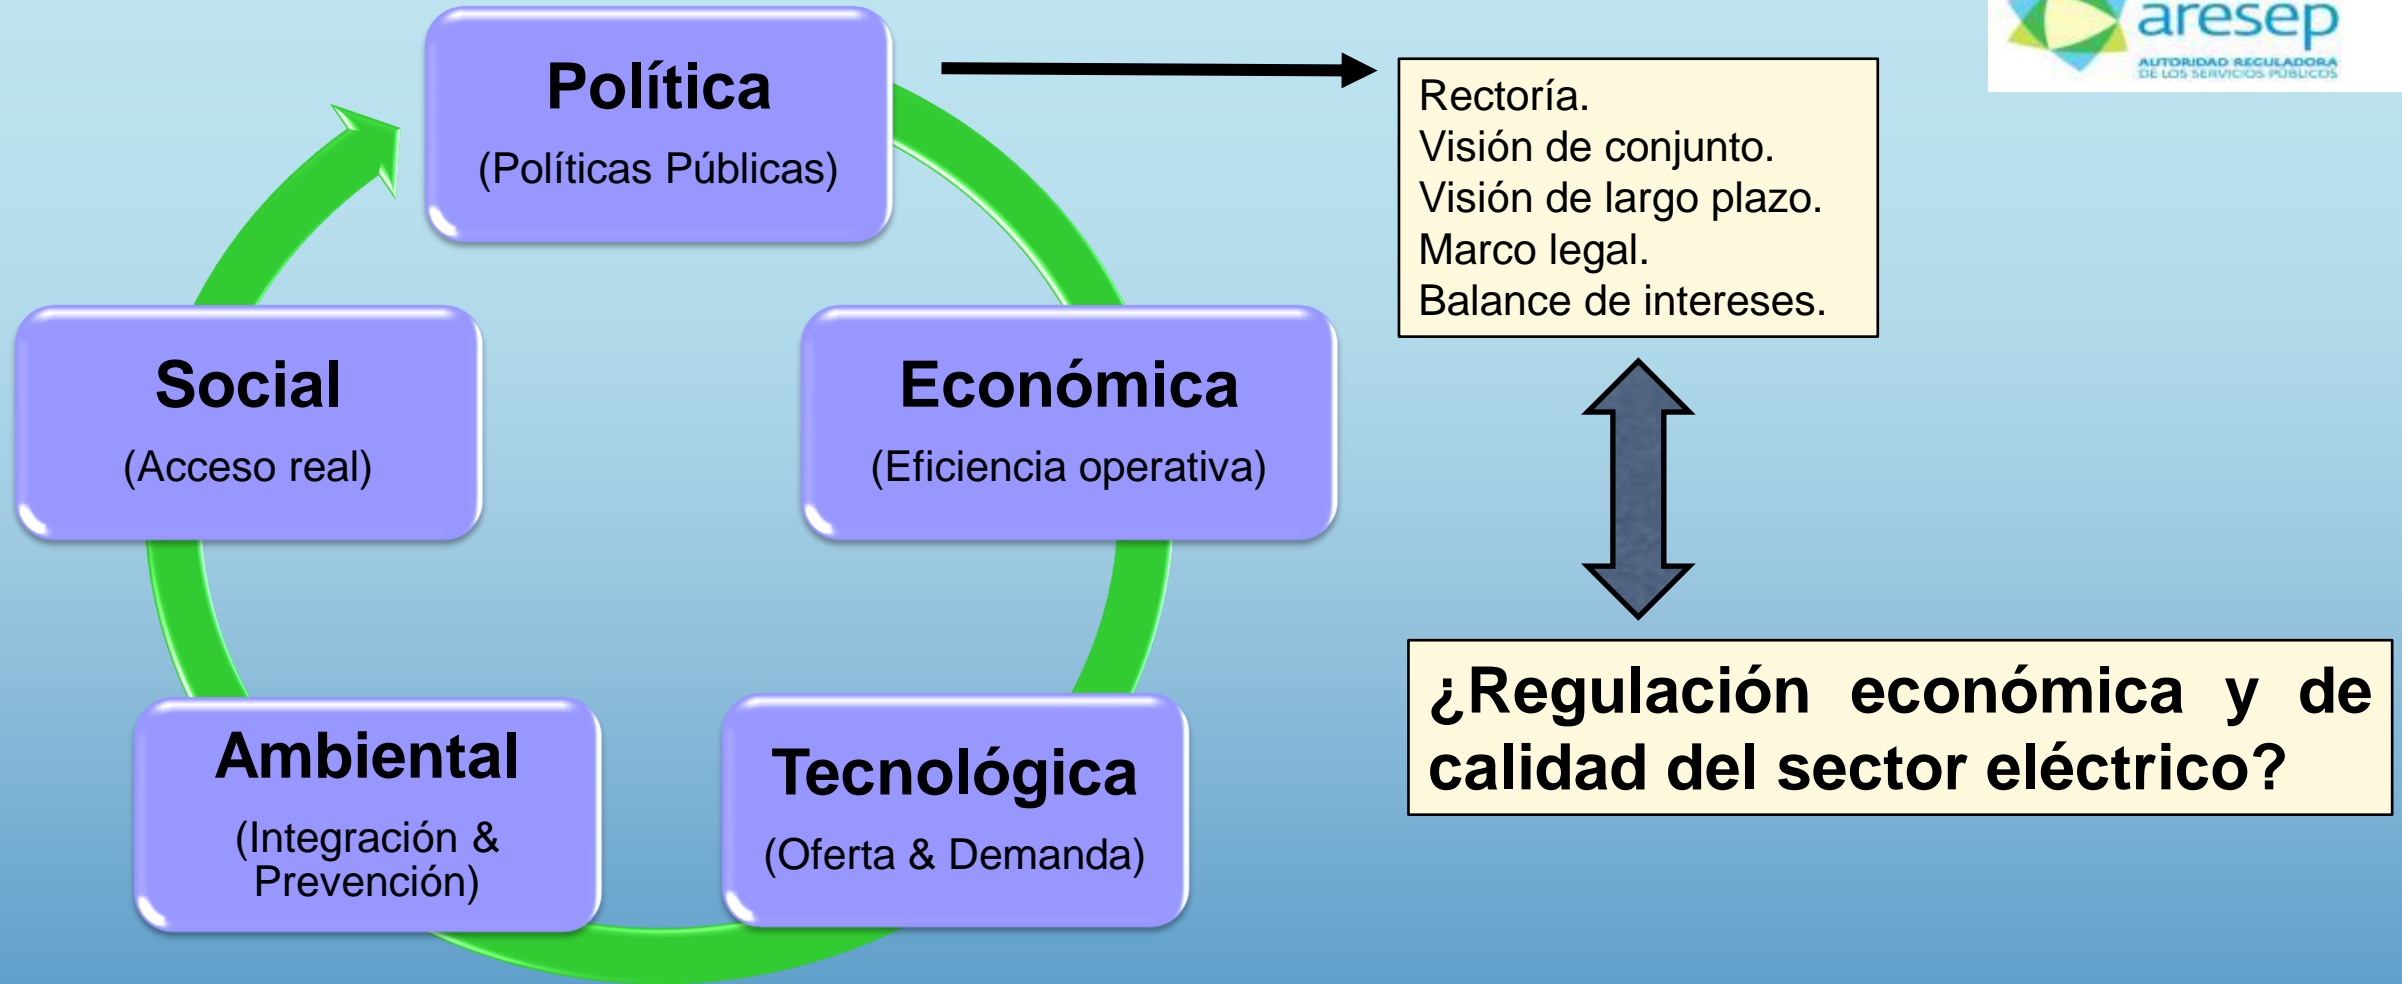 aresep
AUTORIDAD REGULADORA
DE LOS SERVICIOS PÚBLICOS
Política
(Políticas Públicas)
Rectoría.
Visión de conjunto.
Visión de largo plazo.
Marco legal.
Balance de intereses.
Social
(Acceso real)
Económica
(Eficiencia operativa)
Ambiental
(Integración &
Prevención)
Tecnológica
(Oferta & Demanda)
¿Regulación económica y de
calidad del sector eléctrico?